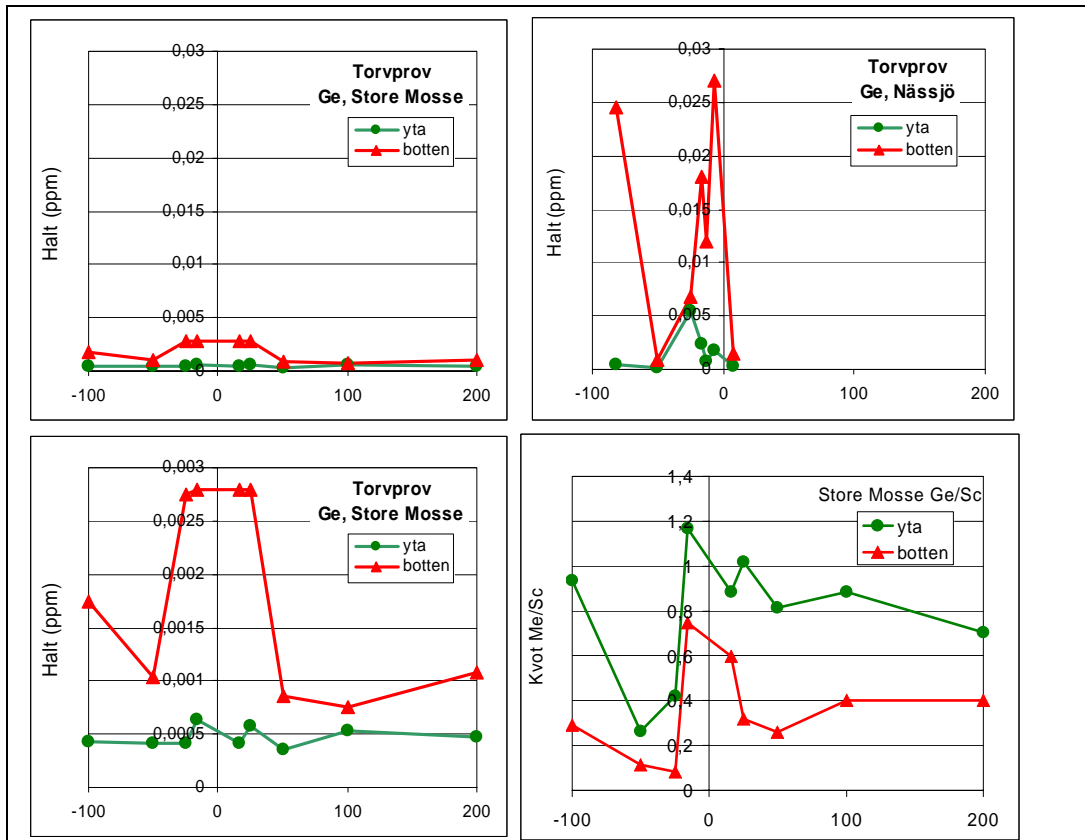 0,03
0,025
0,02
0,015
0,01
0,005
0
-100
0
100
200
Halt (ppm)
Torvprov
Ge, Store Mosse
yta
botten
0,03
0,025
0,02
0,015
0,01
0,005
0
-100
0
100
200
Halt (ppm)
Torvprov
Ge, Nässjö
yta
botten
0,003
0,0025
0,002
0,0015
0,001
0,0005
0
-100
0
100
200
Halt (ppm)
Torvprov
Ge, Store Mosse
yta
botten
1,4
1,2
1
0,8
0,6
0,4
0,2
0
-100
0
100
200
Kvot Me/Sc
Store Mosse Ge/Sc
yta
botten